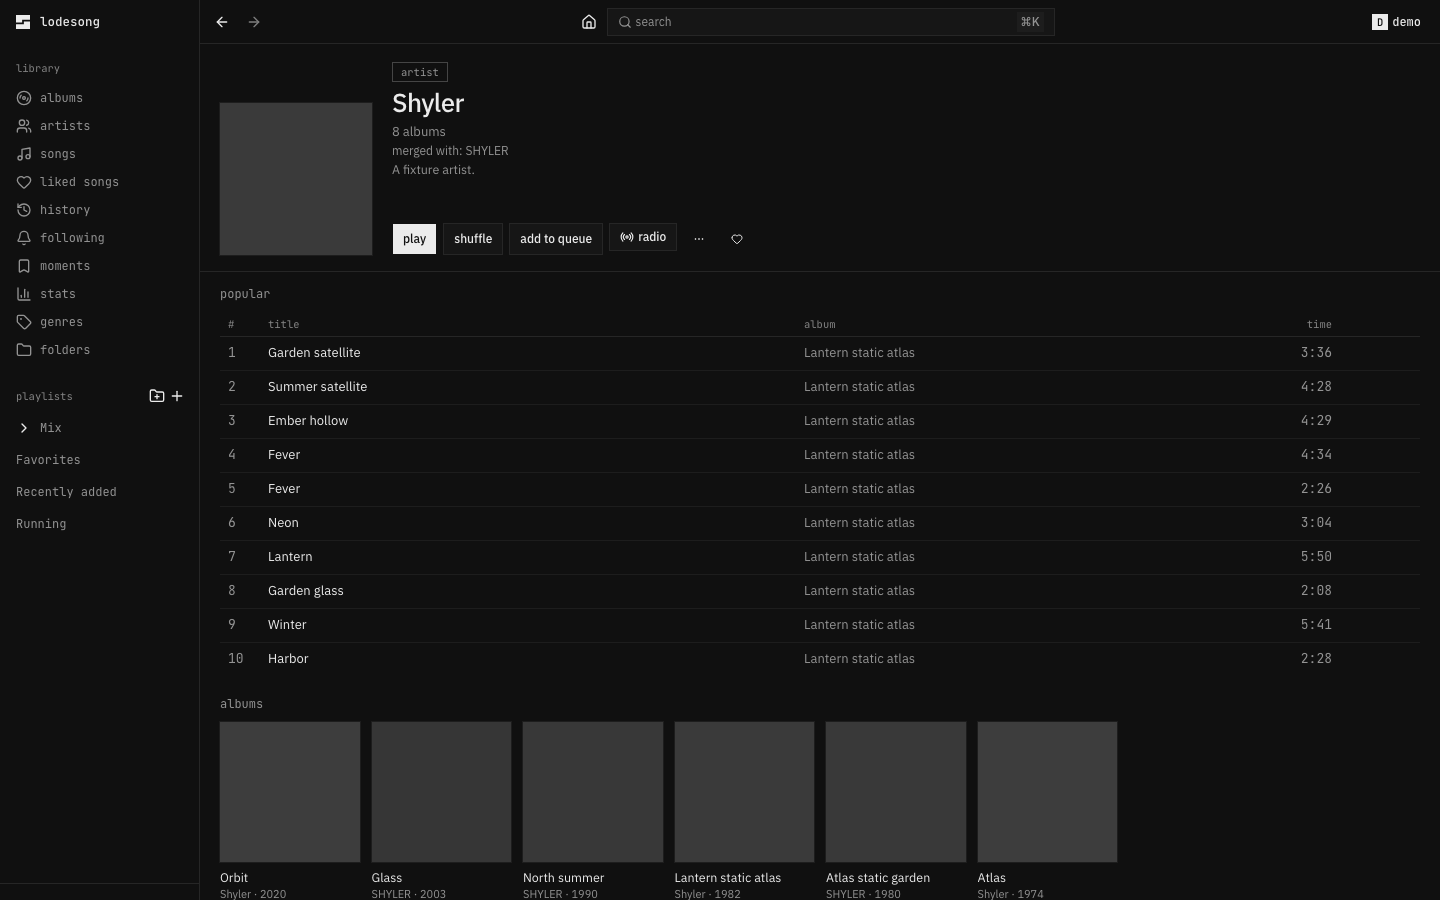 lodesong
search
⌘K
D demo
library
albums
artists
songs
liked songs
history
following
moments
stats
genres
folders
playlists
Mix
Favorites
Recently added
Running
artist
Shyler
8 albums
merged with: SHYLER
A fixture artist.
play shuffle add to queue radio ...
popular
# title album time
1 Garden satellite Lantern static atlas 3:36
2 Summer satellite Lantern static atlas 4:28
3 Ember hollow Lantern static atlas 4:29
4 Fever Lantern static atlas 4:34
5 Fever Lantern static atlas 2:26
6 Neon Lantern static atlas 3:04
7 Lantern Lantern static atlas 5:50
8 Garden glass Lantern static atlas 2:08
9 Winter Lantern static atlas 5:41
10 Harbor Lantern static atlas 2:28
albums
Orbit
Shyler · 2020
Glass
SHYLER · 2003
North summer
SHYLER · 1990
Lantern static atlas
Shyler · 1982
Atlas static garden
SHYLER · 1980
Atlas
Shyler · 1974